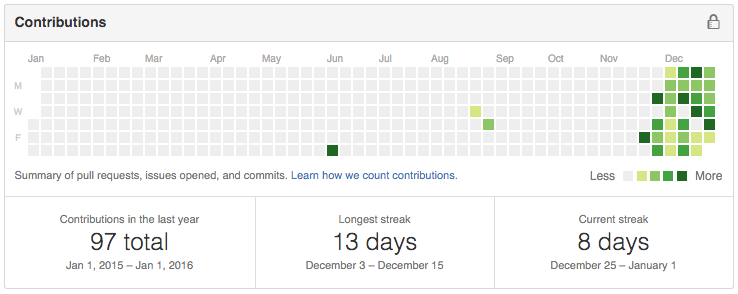 Contributions
Jan Feb Mar Apr May Jun Jul Aug Sep Oct Nov Dec
M
W
F
Summary of pull requests, issues opened, and commits. Learn how we count contributions.
Less More
Contributions in the last year
97 total
Jan 1, 2015 – Jan 1, 2016
Longest streak
13 days
December 3 – December 15
Current streak
8 days
December 25 – January 1